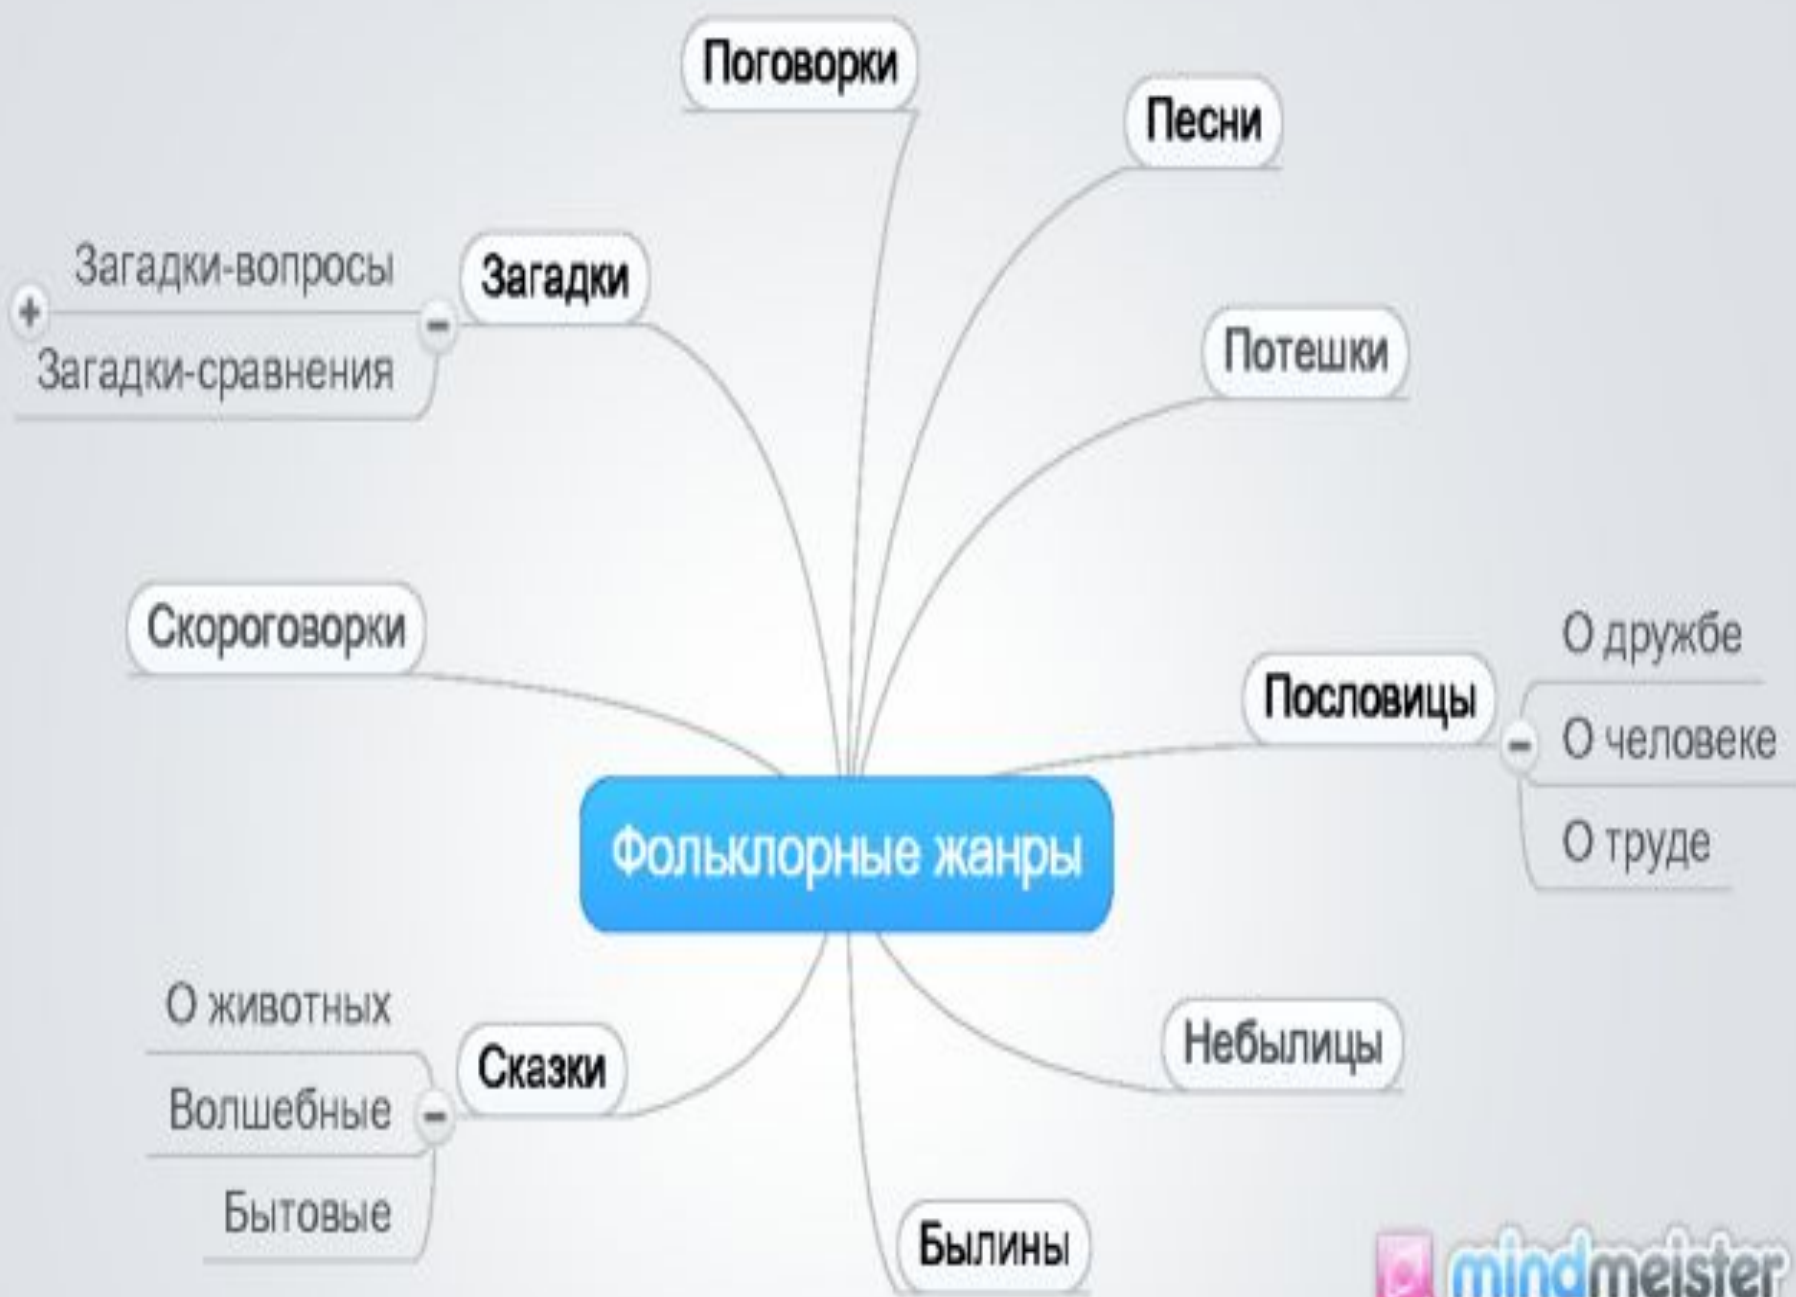 Поговорки
Песни
Загадки-вопросы
Загадки
Загадки-сравнения
Потешки
Скороговорки
Пословицы
О дружбе
О человеке
О труде
Фольклорные жанры
О животных
Сказки
Волшебные
Бытовые
Небылицы
Былины
mindmeister